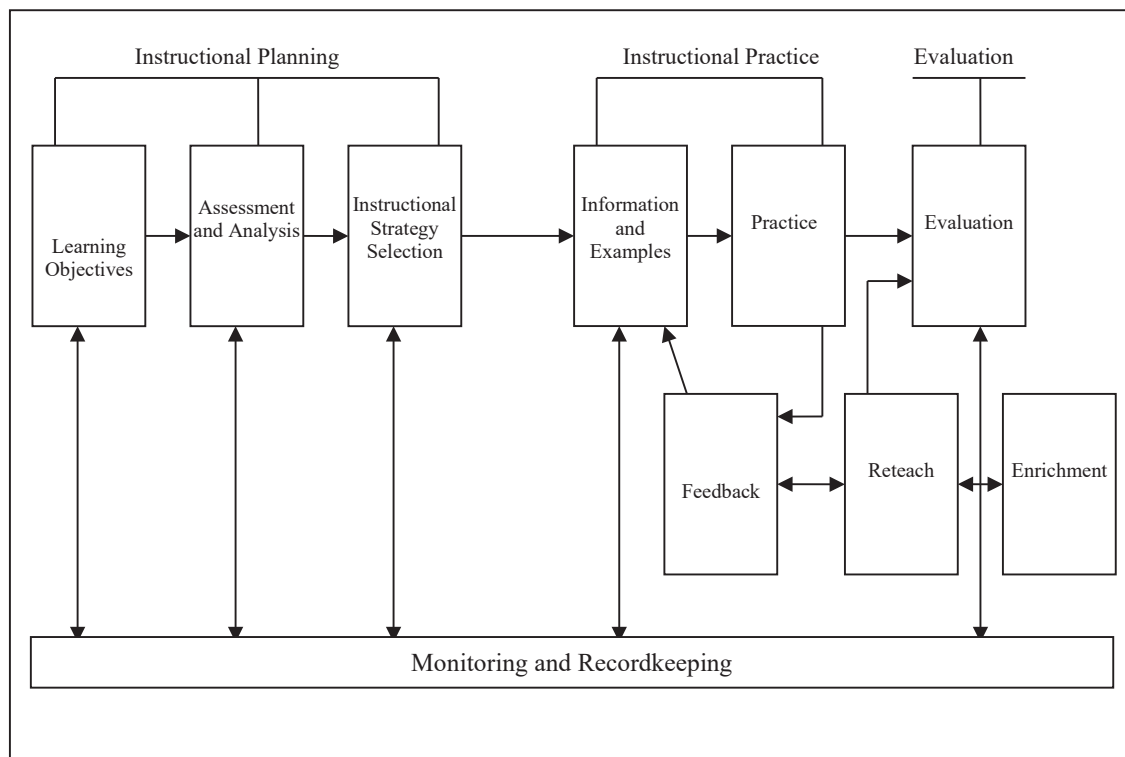 Instructional Planning
Instructional Practice
Evaluation
Learning
Objectives
Assessment
and Analysis
Instructional
Strategy
Selection
Information
and
Examples
Practice
Evaluation
Feedback
Reteach
Enrichment
Monitoring and Recordkeeping